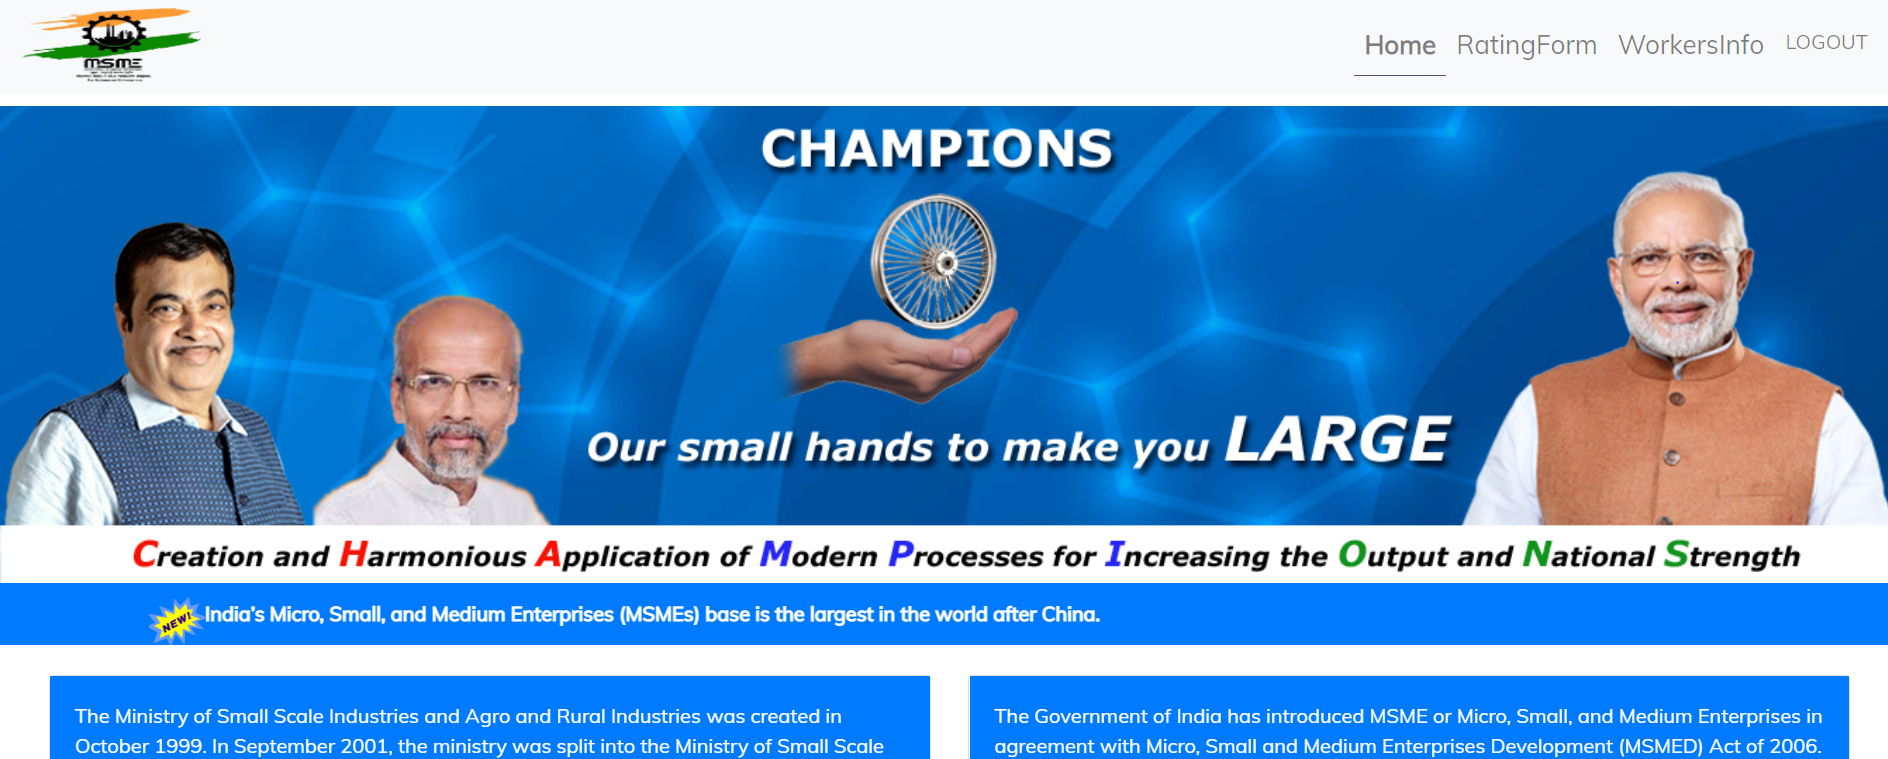 MSME
Home RatingForm WorkersInfo LOGOUT
CHAMPIONS
Our small hands to make you LARGE
Creation and Harmonious Application of Modern Processes for Increasing the Output and National Strength
NEW! India’s Micro, Small, and Medium Enterprises (MSMEs) base is the largest in the world after China.
The Ministry of Small Scale Industries and Agro and Rural Industries was created in
October 1999. In September 2001, the ministry was split into the Ministry of Small Scale
The Government of India has introduced MSME or Micro, Small, and Medium Enterprises in
agreement with Micro, Small and Medium Enterprises Development (MSMED) Act of 2006.